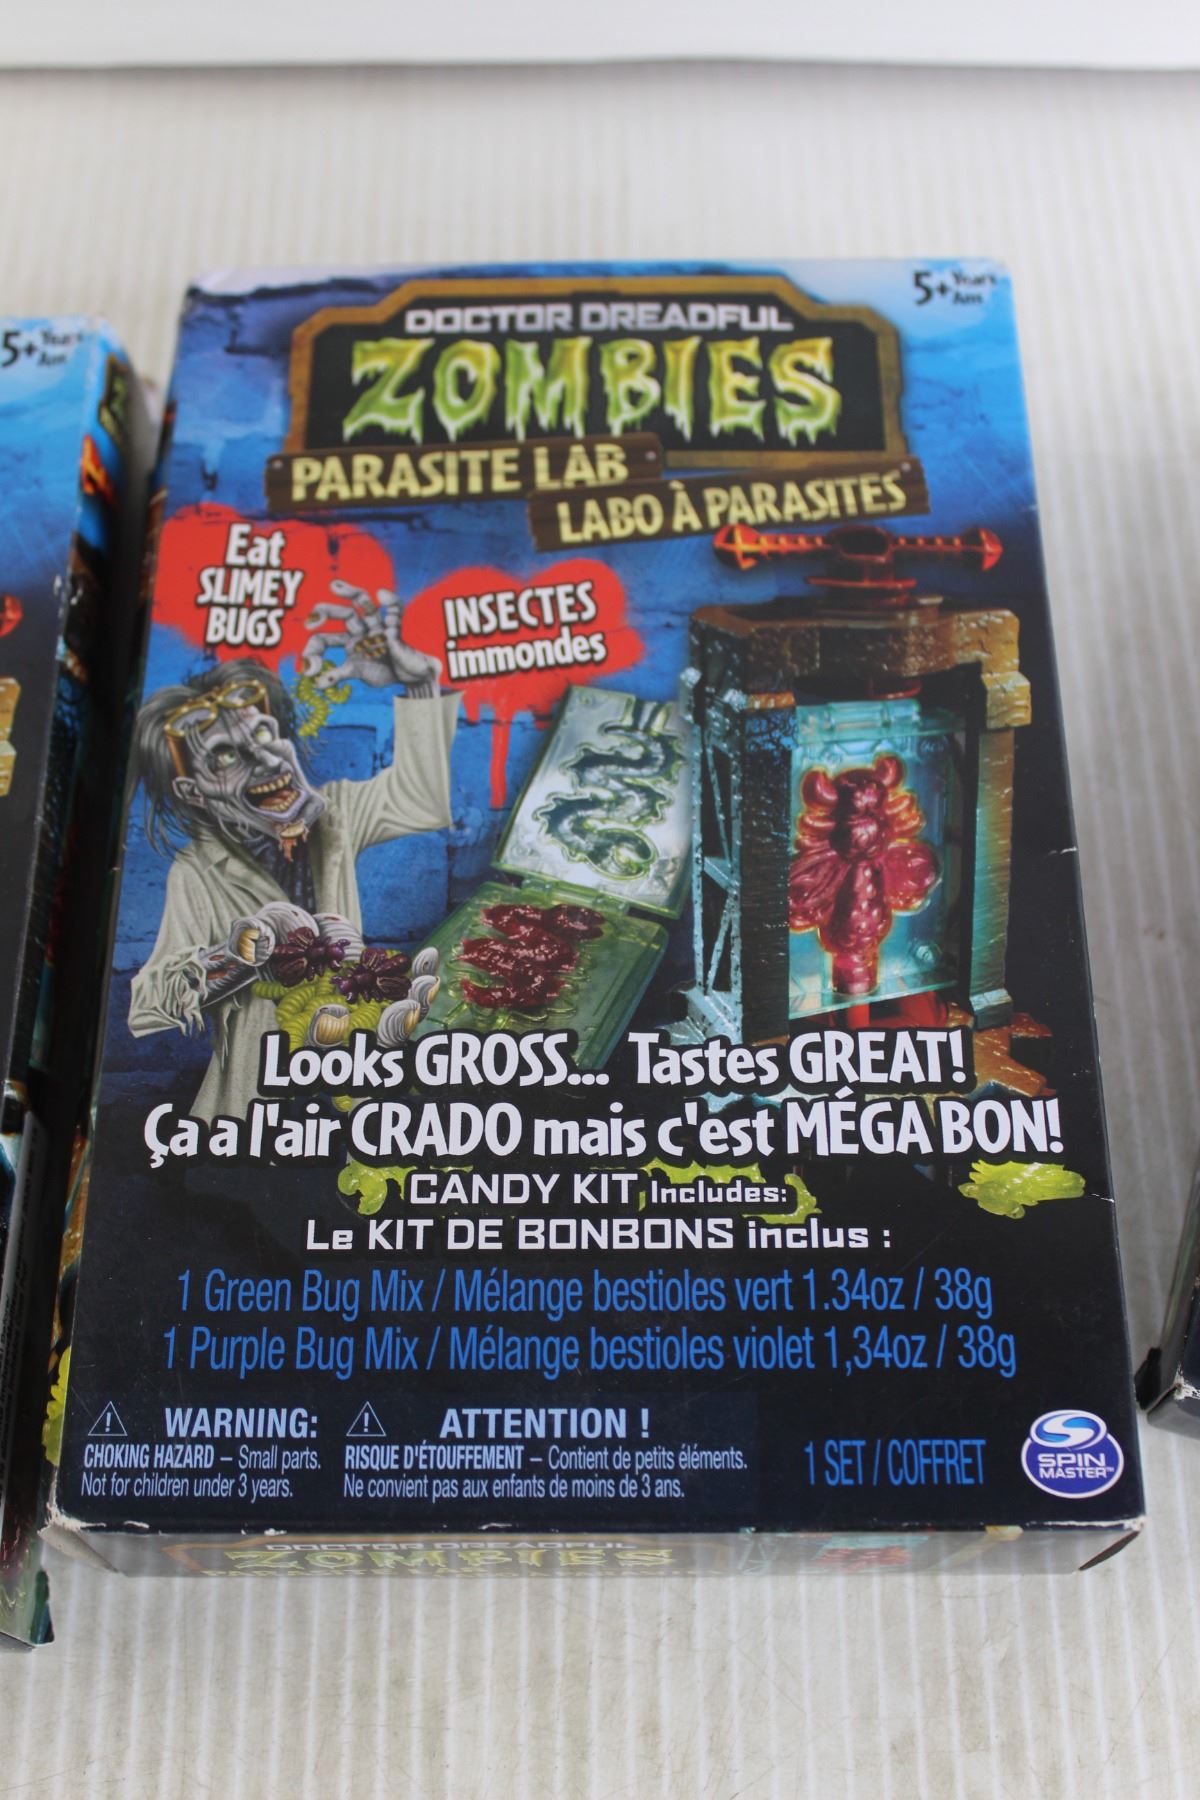 5+ Years
Ans
5+ Years
Ans
DOCTOR DREADFUL
ZOMBIES
PARASITE LAB
LABO À PARASITES
Eat
SLIMEY
BUGS
INSECTES
immondes
Looks GROSS... Tastes GREAT!
Ça a l'air CRADO mais c'est MÉGA BON!
CANDY KIT Includes:
Le KIT DE BONBONS inclus :
1 Green Bug Mix / Mélange bestioles vert 1.34oz / 38g
1 Purple Bug Mix / Mélange bestioles violet 1,34oz / 38g
WARNING:
CHOKING HAZARD – Small parts.
Not for children under 3 years.
ATTENTION !
RISQUE D'ÉTOUFFEMENT – Contient de petits éléments.
Ne convient pas aux enfants de moins de 3 ans.
1 SET / COFFRET
SPIN
MASTER™
DOCTOR DREADFUL
ZOMBIES